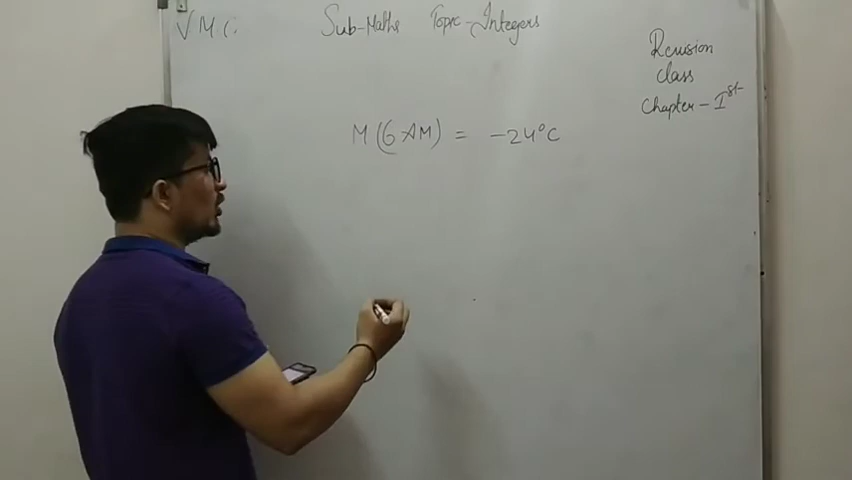 VMC.
Sub-Maths Topic-Integers
Revision
class
Chapter-Ist
M(6 AM) = -24°C